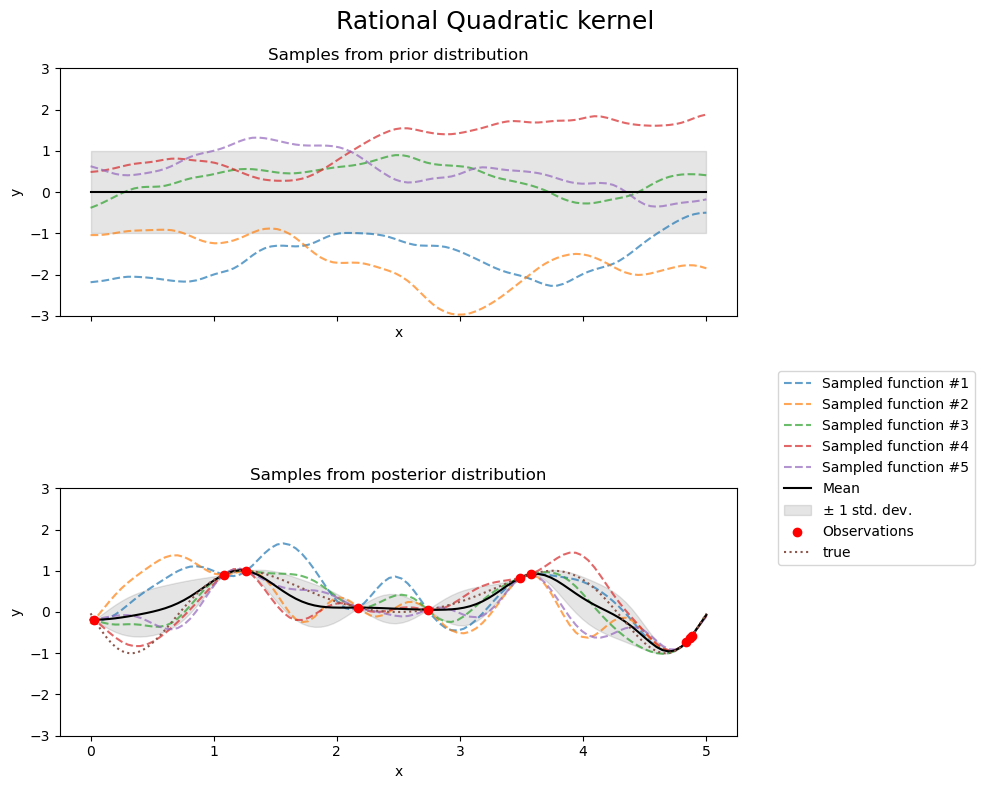 Rational Quadratic kernel
Samples from prior distribution
3
2
1
0
−1
−2
−3
y
x
Samples from posterior distribution
3
2
1
0
−1
−2
−3
y
0 1 2 3 4 5
x
Sampled function #1
Sampled function #2
Sampled function #3
Sampled function #4
Sampled function #5
Mean
± 1 std. dev.
Observations
true